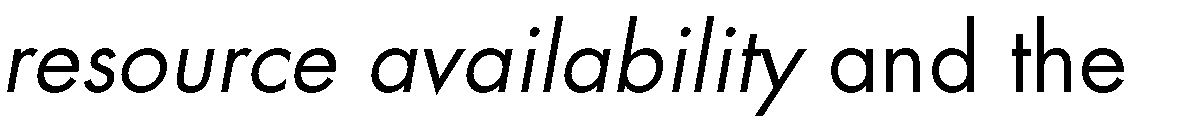 resource availability and the